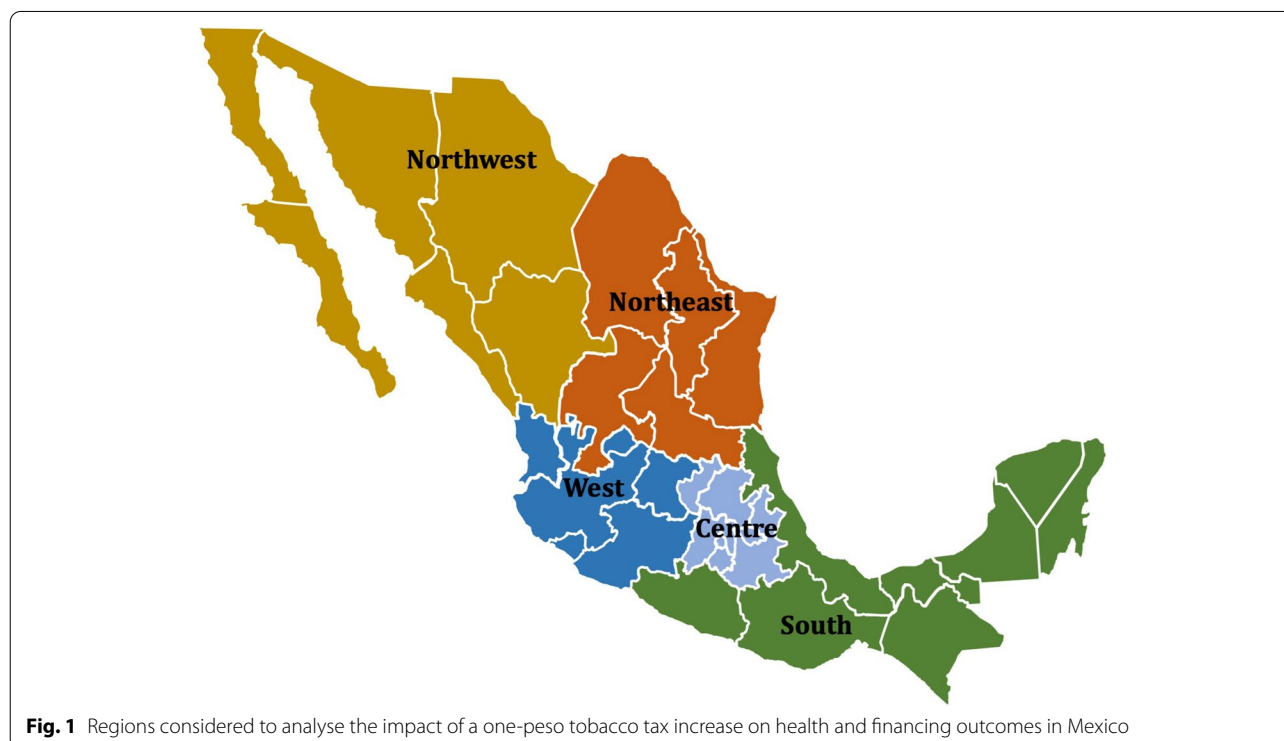 Northwest
Northeast
West
Centre
South
Fig. 1 Regions considered to analyse the impact of a one-peso tobacco tax increase on health and financing outcomes in Mexico